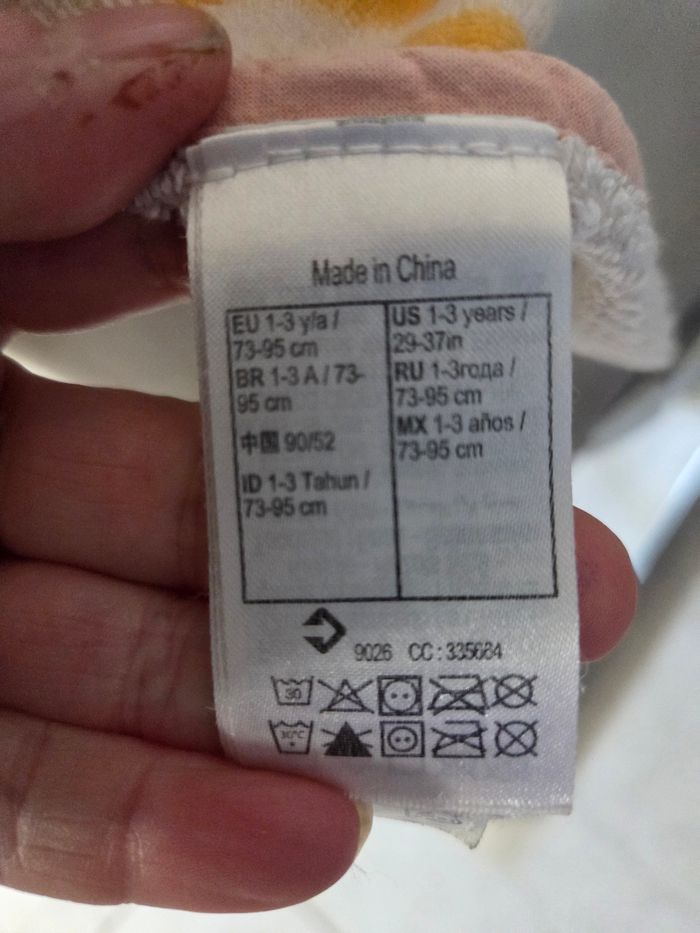 Made in China
EU 1-3 y/a /
73-95 cm
BR 1-3 A / 73-
95 cm
中国 90/52
ID 1-3 Tahun /
73-95 cm
US 1-3 years /
29-37in
RU 1-3года /
73-95 cm
MX 1-3 años /
73-95 cm
9026 CC : 335684
30
30°C